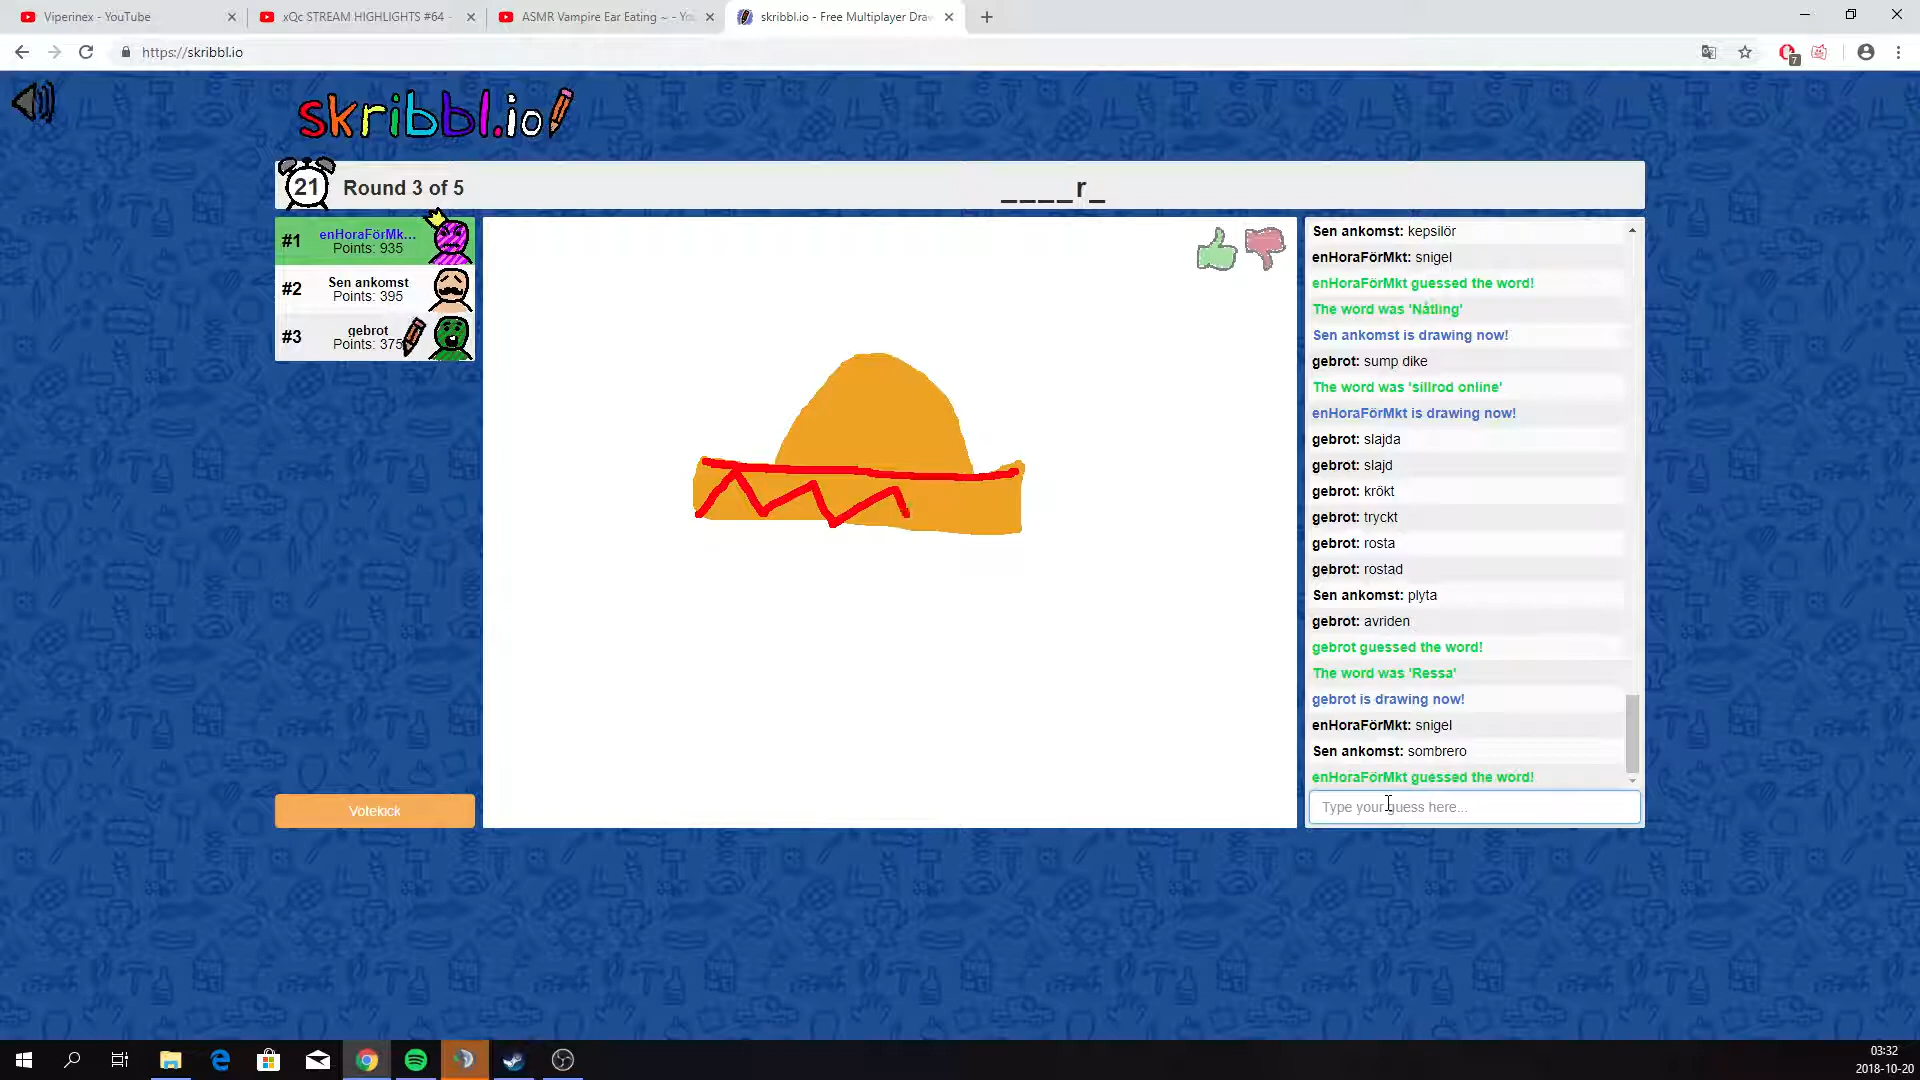 Viperinex - YouTube
xQc STREAM HIGHLIGHTS #64 -
ASMR Vampire Ear Eating ~ - Yo
skribbl.io - Free Multiplayer Draw
https://skribbl.io
7
skribbl.io
21
Round 3 of 5
____r_
#1
enHoraFörMk...
Points: 935
#2
Sen ankomst
Points: 395
#3
gebrot
Points: 375
Votekick
Sen ankomst: kepsilör
enHoraFörMkt: snigel
enHoraFörMkt guessed the word!
The word was 'Nåtling'
Sen ankomst is drawing now!
gebrot: sump dike
The word was 'sillrod online'
enHoraFörMkt is drawing now!
gebrot: slajda
gebrot: slajd
gebrot: krökt
gebrot: tryckt
gebrot: rosta
gebrot: rostad
Sen ankomst: plyta
gebrot: avriden
gebrot guessed the word!
The word was 'Ressa'
gebrot is drawing now!
enHoraFörMkt: snigel
Sen ankomst: sombrero
enHoraFörMkt guessed the word!
Type your guess here...
03:32
2018-10-20